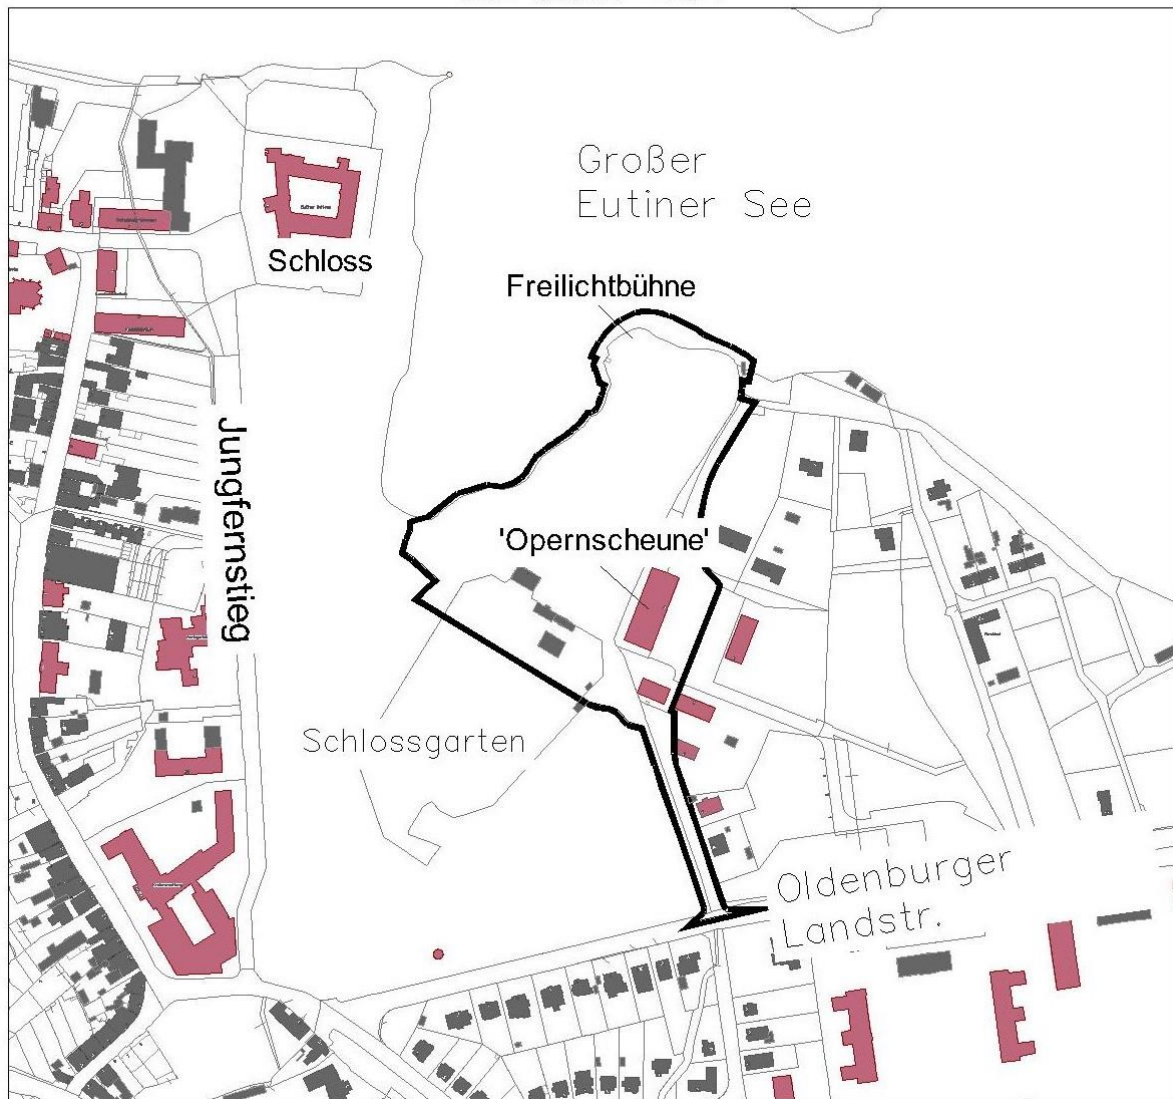 Großer
Eutiner See
Schloss
Freilichtbühne
Jungfernstieg
'Opernscheune'
Schlossgarten
Oldenburger
Landstr.